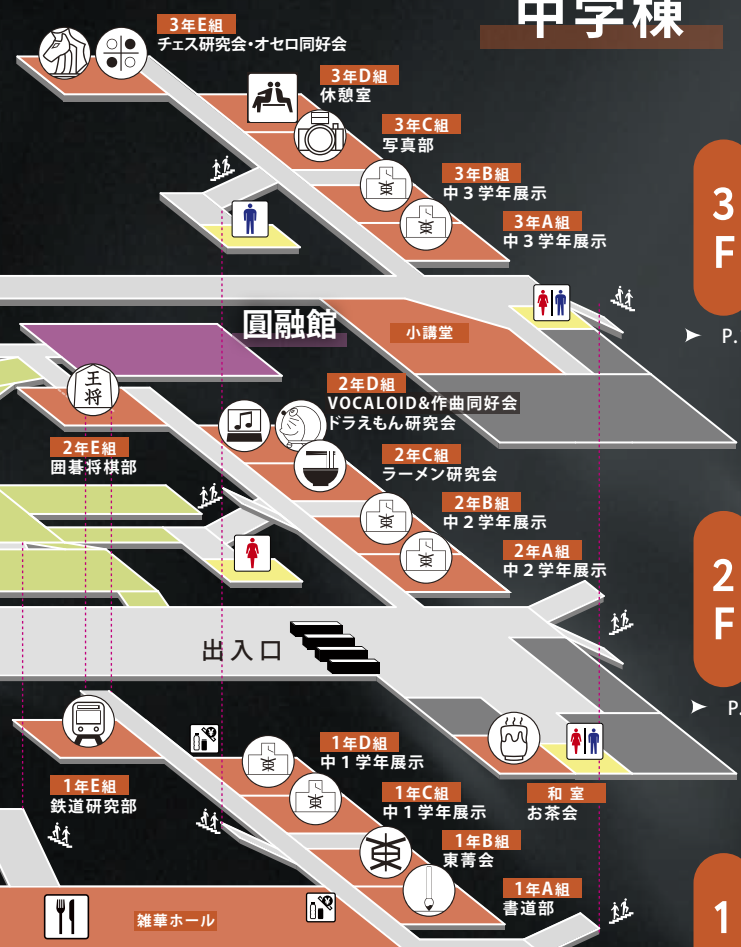 中学棟
3年E組
チェス研究会・オセロ同好会
3年D組
休憩室
3年C組
写真部
3年B組
中３学年展示
3年A組
中３学年展示
3
F
P.
圓融館
小講堂
王
将
2年D組
VOCALOID&作曲同好会
ドラえもん研究会
2年E組
囲碁将棋部
2年C組
ラーメン研究会
2年B組
中２学年展示
2年A組
中２学年展示
2
F
出入口
P.
1年D組
中１学年展示
1年E組
鉄道研究部
1年C組
中１学年展示
和室
お茶会
1年B組
東菁会
1年A組
書道部
雑華ホール
1